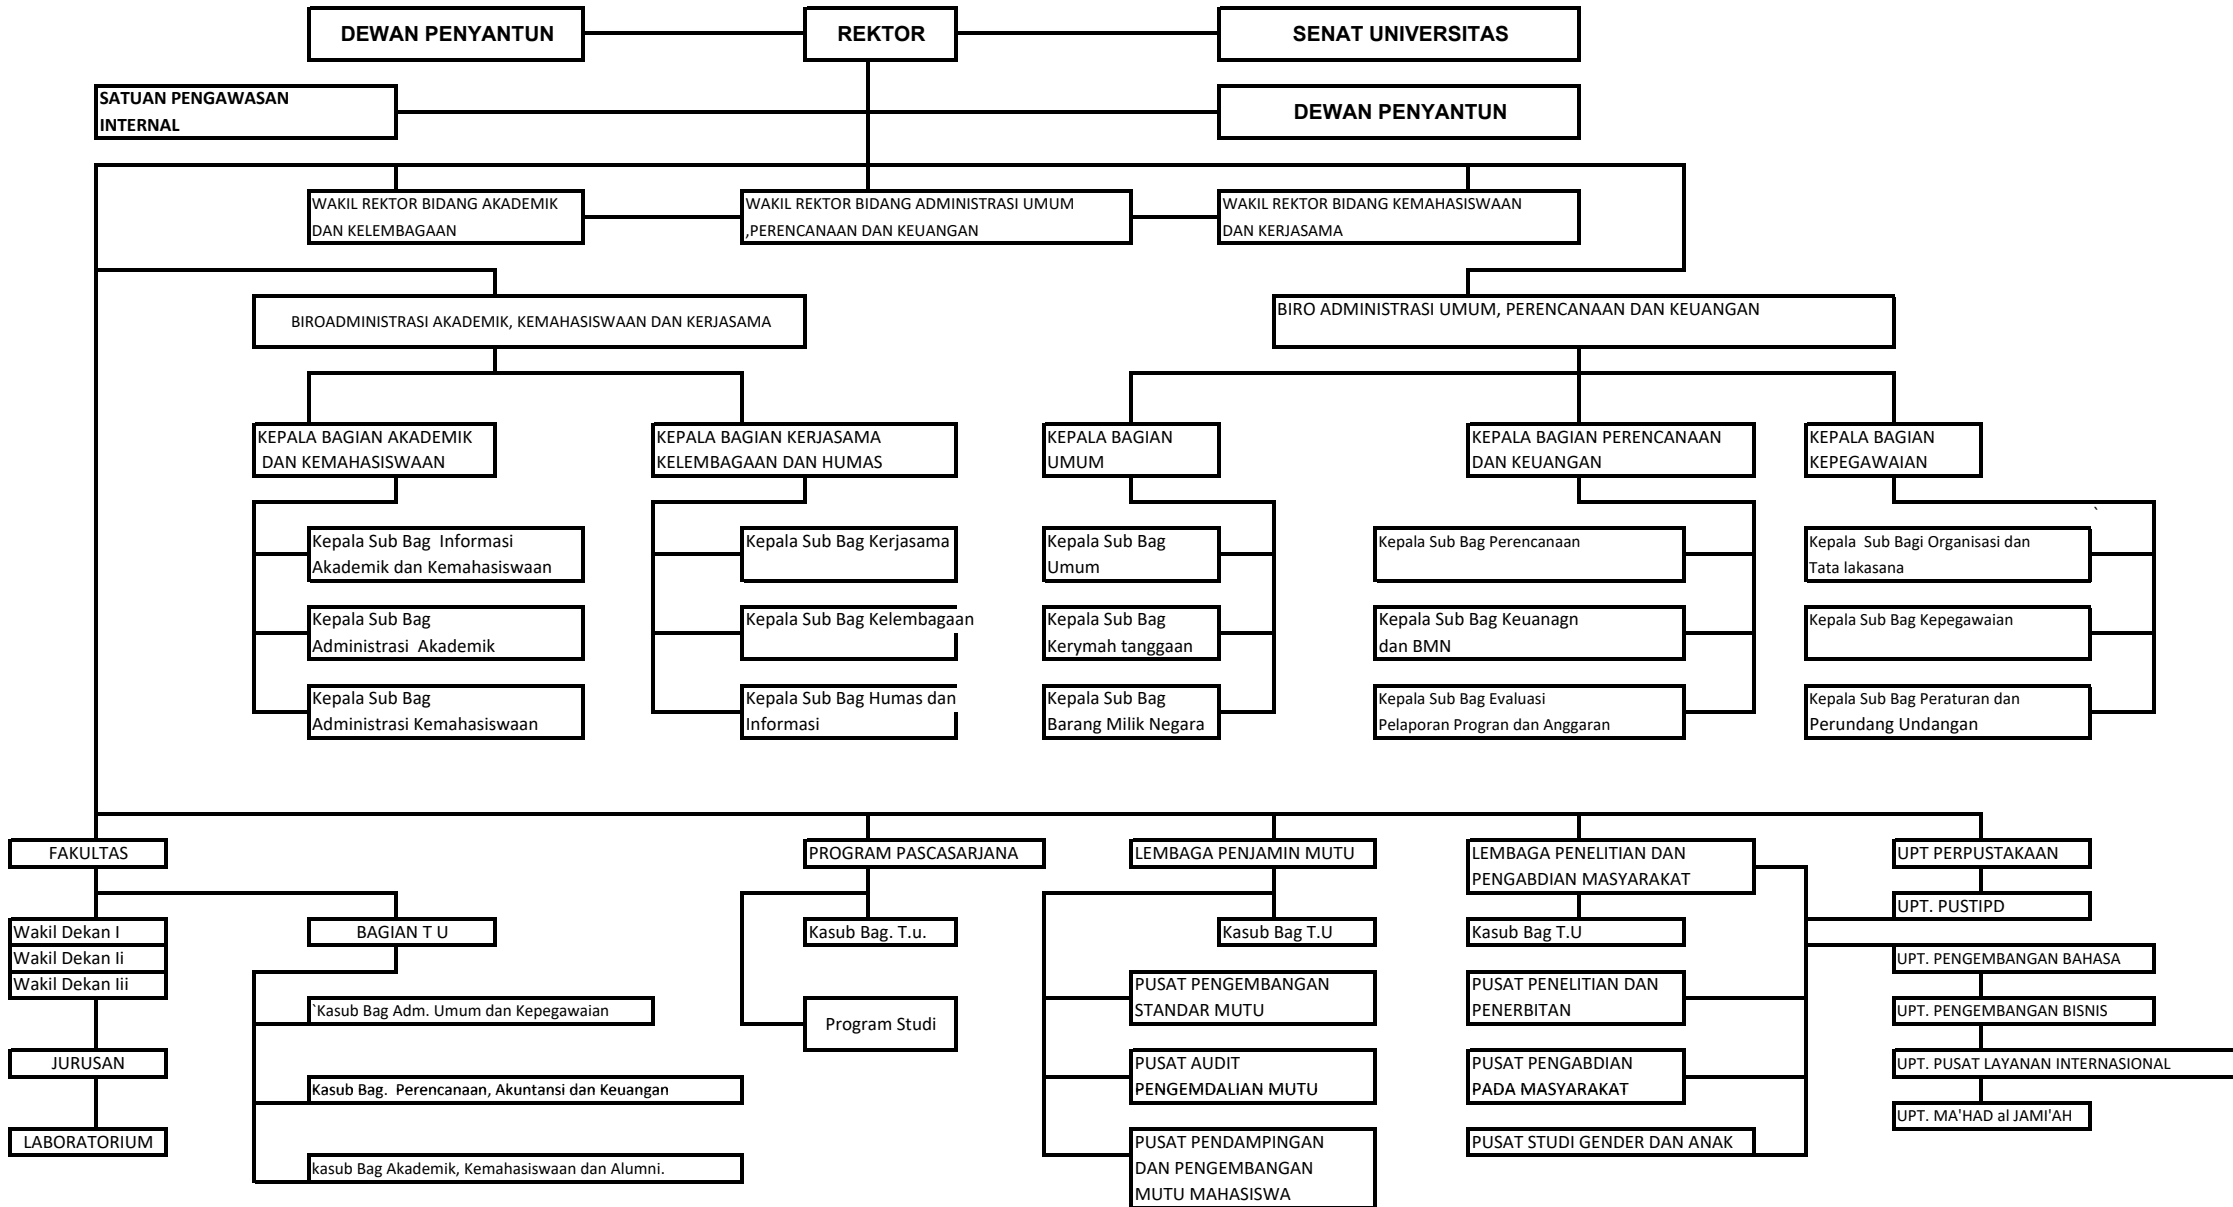 DEWAN PENYANTUN
REKTOR
SENAT UNIVERSITAS
SATUAN PENGAWASAN
INTERNAL
DEWAN PENYANTUN
WAKIL REKTOR BIDANG AKADEMIK
DAN KELEMBAGAAN
WAKIL REKTOR BIDANG ADMINISTRASI UMUM
,PERENCANAAN DAN KEUANGAN
WAKIL REKTOR BIDANG KEMAHASISWAAN
DAN KERJASAMA
BIROADMINISTRASI AKADEMIK, KEMAHASISWAAN DAN KERJASAMA
BIRO ADMINISTRASI UMUM, PERENCANAAN DAN KEUANGAN
KEPALA BAGIAN AKADEMIK
DAN KEMAHASISWAAN
KEPALA BAGIAN KERJASAMA
KELEMBAGAAN DAN HUMAS
KEPALA BAGIAN
UMUM
KEPALA BAGIAN PERENCANAAN
DAN KEUANGAN
KEPALA BAGIAN
KEPEGAWAIAN
`
Kepala Sub Bag  Informasi
Akademik dan Kemahasiswaan
Kepala Sub Bag Kerjasama
Kepala Sub Bag
Umum
Kepala Sub Bag Perencanaan
Kepala  Sub Bagi Organisasi dan
Tata lakasana
Kepala Sub Bag
Administrasi  Akademik
Kepala Sub Bag Kelembagaan
Kepala Sub Bag
Kerymah tanggaan
Kepala Sub Bag Keuanagn
dan BMN
Kepala Sub Bag Kepegawaian
Kepala Sub Bag
Administrasi Kemahasiswaan
Kepala Sub Bag Humas dan
Informasi
Kepala Sub Bag
Barang Milik Negara
Kepala Sub Bag Evaluasi
Pelaporan Progran dan Anggaran
Kepala Sub Bag Peraturan dan
Perundang Undangan
FAKULTAS
PROGRAM PASCASARJANA
LEMBAGA PENJAMIN MUTU
LEMBAGA PENELITIAN DAN
PENGABDIAN MASYARAKAT
UPT PERPUSTAKAAN
UPT. PUSTIPD
Wakil Dekan I
Wakil Dekan Ii
Wakil Dekan Iii
BAGIAN T U
Kasub Bag. T.u.
Kasub Bag T.U
Kasub Bag T.U
UPT. PENGEMBANGAN BAHASA
`Kasub Bag Adm. Umum dan Kepegawaian
Program Studi
PUSAT PENGEMBANGAN
STANDAR MUTU
PUSAT PENELITIAN DAN
PENERBITAN
UPT. PENGEMBANGAN BISNIS
JURUSAN
Kasub Bag.  Perencanaan, Akuntansi dan Keuangan
PUSAT AUDIT
PENGEMDALIAN MUTU
PUSAT PENGABDIAN
PADA MASYARAKAT
UPT. PUSAT LAYANAN INTERNASIONAL
UPT. MA'HAD al JAMI'AH
LABORATORIUM
kasub Bag Akademik, Kemahasiswaan dan Alumni.
PUSAT PENDAMPINGAN
DAN PENGEMBANGAN
MUTU MAHASISWA
PUSAT STUDI GENDER DAN ANAK